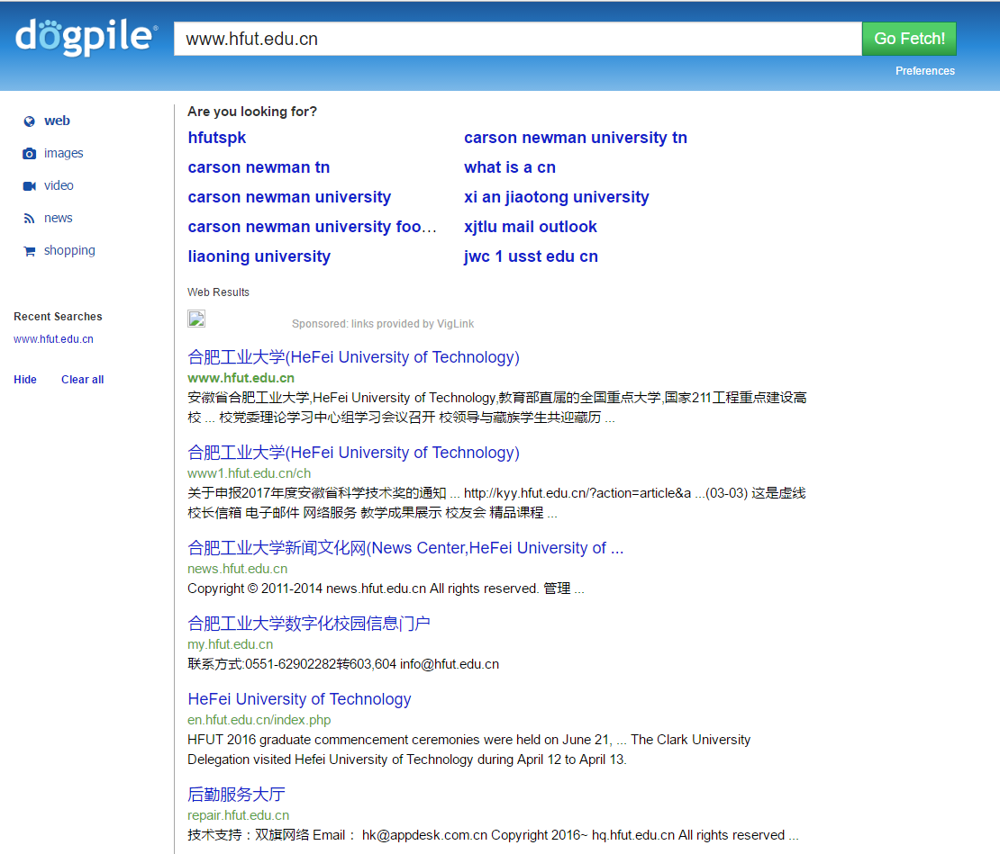 dogpile®
www.hfut.edu.cn
Go Fetch!
Preferences
web
images
video
news
shopping
Recent Searches
www.hfut.edu.cn
Hide Clear all
Are you looking for?
hfutspk carson newman university tn
carson newman tn what is a cn
carson newman university xi an jiaotong university
carson newman university foo... xjtlu mail outlook
liaoning university jwc 1 usst edu cn
Web Results
Sponsored: links provided by VigLink
合肥工业大学(HeFei University of Technology)
www.hfut.edu.cn
安徽省合肥工业大学,HeFei University of Technology,教育部直属的全国重点大学,国家211工程重点建设高
校 ... 校党委理论学习中心组学习会议召开 校领导与藏族学生共迎藏历 ...
合肥工业大学(HeFei University of Technology)
www1.hfut.edu.cn/ch
关于申报2017年度安徽省科学技术奖的通知 ... http://kyy.hfut.edu.cn/?action=article&a ...(03-03) 这是虚线
校长信箱 电子邮件 网络服务 教学成果展示 校友会 精品课程 ...
合肥工业大学新闻文化网(News Center,HeFei University of ...
news.hfut.edu.cn
Copyright © 2011-2014 news.hfut.edu.cn All rights reserved. 管理 ...
合肥工业大学数字化校园信息门户
my.hfut.edu.cn
联系方式:0551-62902282转603,604 info@hfut.edu.cn
HeFei University of Technology
en.hfut.edu.cn/index.php
HFUT 2016 graduate commencement ceremonies were held on June 21, ... The Clark University
Delegation visited Hefei University of Technology during April 12 to April 13.
后勤服务大厅
repair.hfut.edu.cn
技术支持：双旗网络 Email： hk@appdesk.com.cn Copyright 2016~ hq.hfut.edu.cn All rights reserved ...